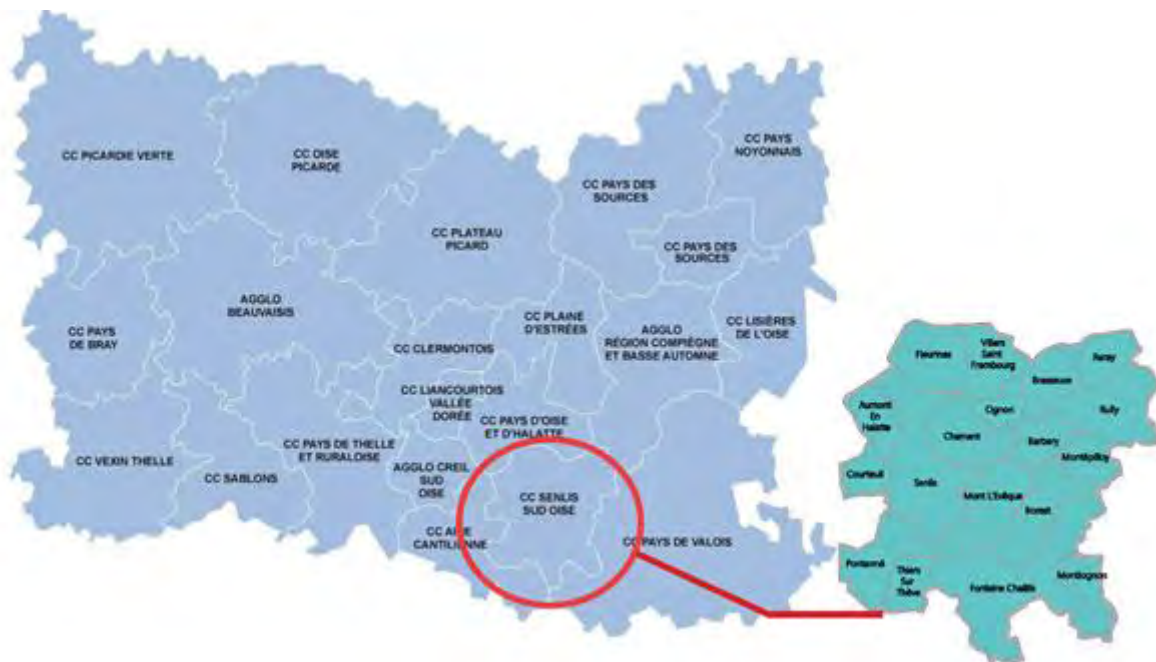 CC PICARDIE VERTE
CC OISE
PICARDE
CC PLATEAU
PICARD
CC PAYS DES
SOURCES
CC PAYS
NOYONNAIS
CC PAYS DES
SOURCES
CC PAYS
DE BRAY
AGGLO
BEAUVAISIS
CC CLERMONTOIS
CC PLAINE
D'ESTRÉES
AGGLO
RÉGION COMPIÈGNE
ET BASSE AUTOMNE
CC LISIÈRES
DE L'OISE
CC LIANCOURTOIS
VALLÉE
DORÉE
CC PAYS D'OISE
ET D'HALATTE
CC VEXIN THELLE
CC SABLONS
CC PAYS DE THELLE
ET RURALOISE
AGGLO CREIL
SUD
OISE
CC SENLIS
SUD OISE
CC AIRE
CANTILIENNE
CC PAYS DE VALOIS
Fleurines
Villers
Saint
Frambourg
Raray
Brasseuse
Aumont
En
Halatte
Ognon
Rully
Chamant
Barbery
Montépilloy
Courteuil
Senlis
Mont L'Evêque
Borest
Pontarmé
Thiers
Sur
Thève
Fontaine Chaâlis
Montlognon